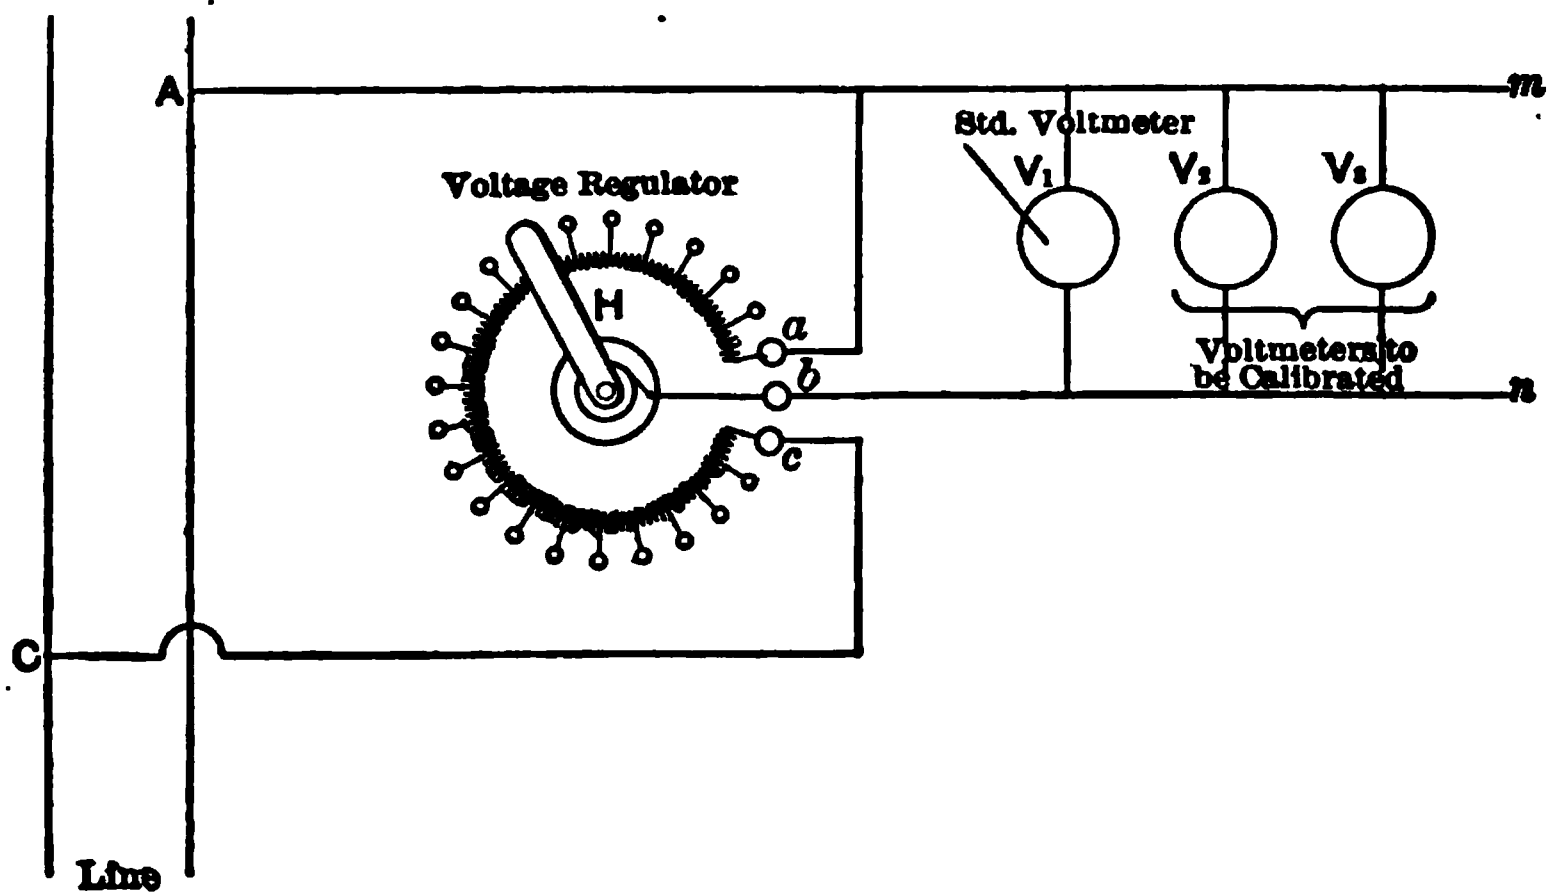 A
m
Std. Voltmeter
V₁
V₂
V₃
Voltage Regulator
H
a
b
Voltmeters to
be Calibrated
n
c
C
Line